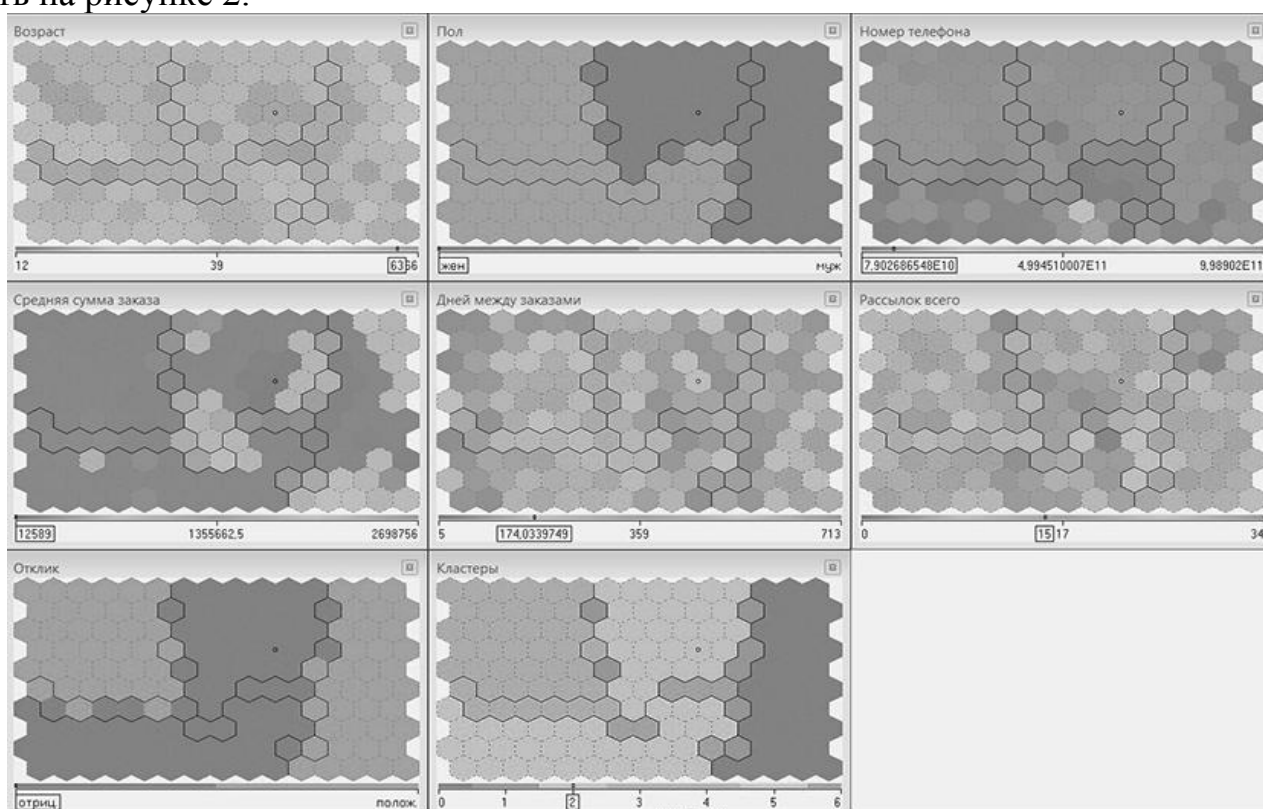 ть на рисунке 2.
Возраст
Пол
Номер телефона
12 39 63 66
жен муж
7,902686548E10 4,994510007E11 9,98902E11
Средняя сумма заказа
Дней между заказами
Рассылок всего
12589 1355662,5 2698756
5 174,0339749 359 713
0 15 17 34
Отклик
Кластеры
отриц. полож.
0 1 2 3 4 5 6